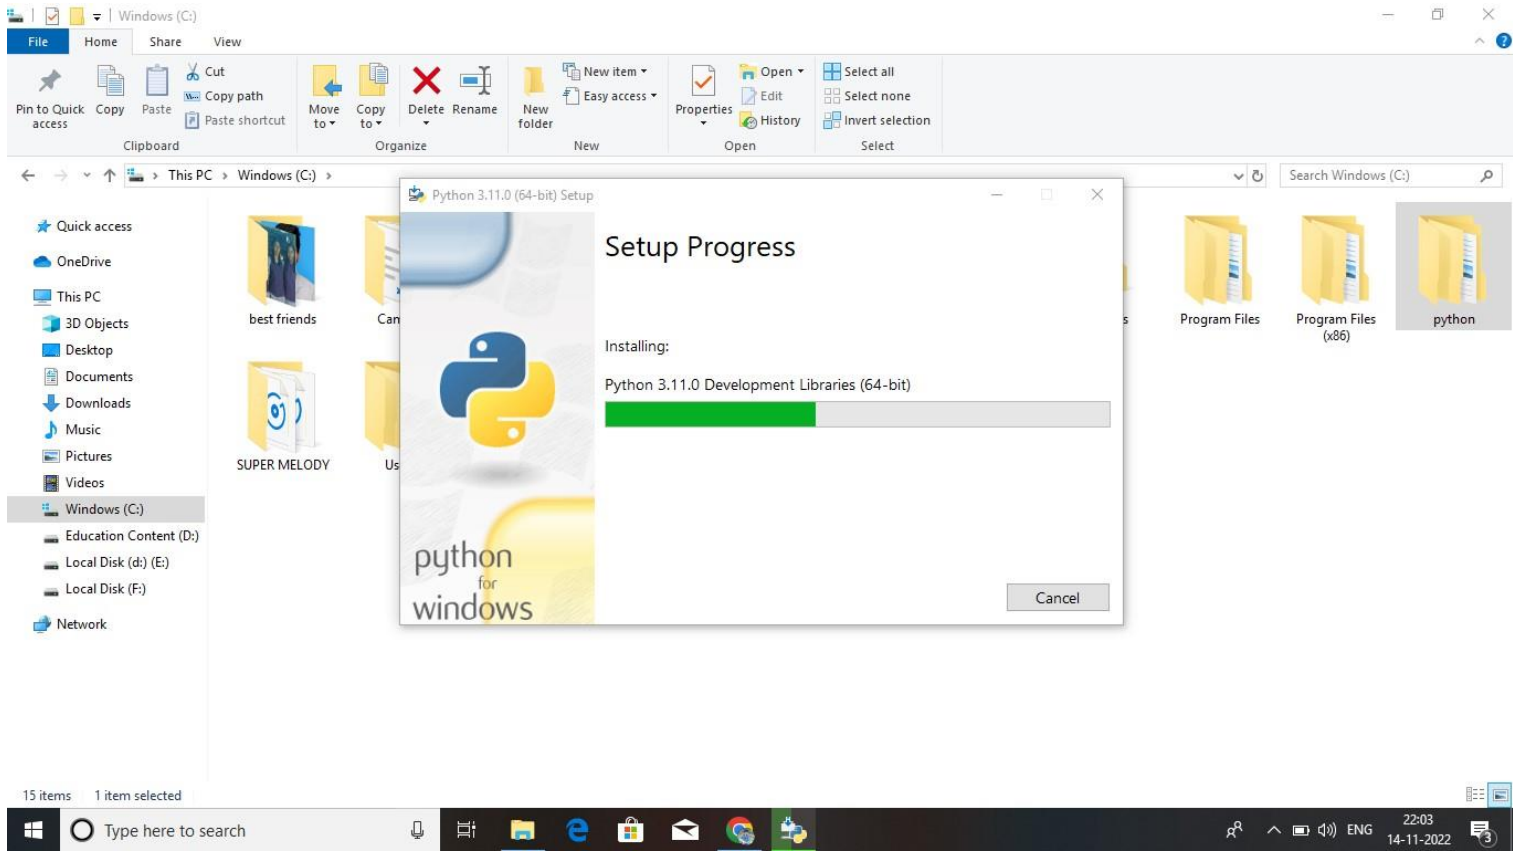 Windows (C:)
File Home Share View
Pin to Quick access
Copy
Paste
Cut
Copy path
Paste shortcut
Clipboard
Move to
Copy to
Delete
Rename
Organize
New folder
New item
Easy access
New
Properties
Open
Edit
History
Open
Select all
Select none
Invert selection
Select
This PC > Windows (C:) >
Search Windows (C:)
Quick access
OneDrive
This PC
3D Objects
Desktop
Documents
Downloads
Music
Pictures
Videos
Windows (C:)
Education Content (D:)
Local Disk (d:) (E:)
Local Disk (F:)
Network
best friends
Can
s
Program Files
Program Files (x86)
python
SUPER MELODY
Us
Python 3.11.0 (64-bit) Setup
Setup Progress
Installing:
Python 3.11.0 Development Libraries (64-bit)
python
for
windows
Cancel
15 items 1 item selected
Type here to search
ENG
22:03
14-11-2022
3